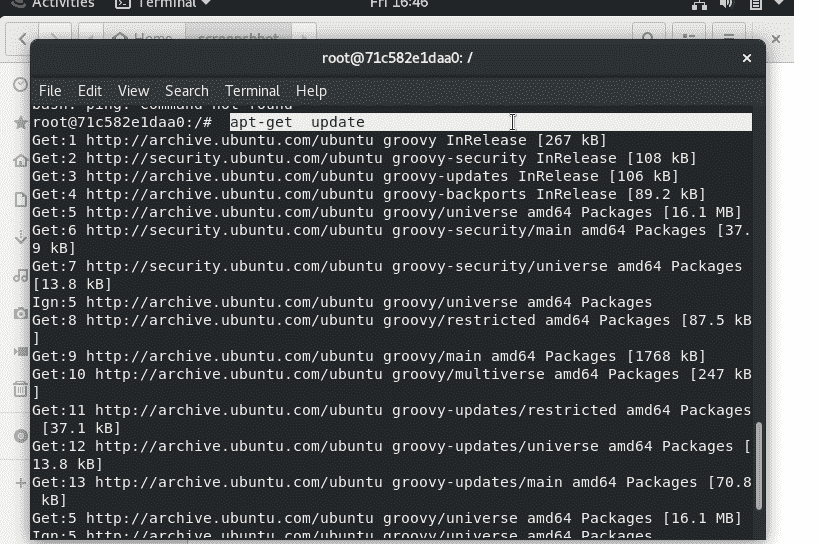 Activities Terminal Fri 16:46
Home screenshhot
root@71c582e1daa0: /
File Edit View Search Terminal Help
bash: ping: command not found
root@71c582e1daa0:/# apt-get  update
Get:1 http://archive.ubuntu.com/ubuntu groovy InRelease [267 kB]
Get:2 http://security.ubuntu.com/ubuntu groovy-security InRelease [108 kB]
Get:3 http://archive.ubuntu.com/ubuntu groovy-updates InRelease [106 kB]
Get:4 http://archive.ubuntu.com/ubuntu groovy-backports InRelease [89.2 kB]
Get:5 http://archive.ubuntu.com/ubuntu groovy/universe amd64 Packages [16.1 MB]
Get:6 http://security.ubuntu.com/ubuntu groovy-security/main amd64 Packages [37.
9 kB]
Get:7 http://security.ubuntu.com/ubuntu groovy-security/universe amd64 Packages
[13.8 kB]
Ign:5 http://archive.ubuntu.com/ubuntu groovy/universe amd64 Packages
Get:8 http://archive.ubuntu.com/ubuntu groovy/restricted amd64 Packages [87.5 kB
]
Get:9 http://archive.ubuntu.com/ubuntu groovy/main amd64 Packages [1768 kB]
Get:10 http://archive.ubuntu.com/ubuntu groovy/multiverse amd64 Packages [247 kB
]
Get:11 http://archive.ubuntu.com/ubuntu groovy-updates/restricted amd64 Packages
[37.1 kB]
Get:12 http://archive.ubuntu.com/ubuntu groovy-updates/universe amd64 Packages [
13.8 kB]
Get:13 http://archive.ubuntu.com/ubuntu groovy-updates/main amd64 Packages [70.8
kB]
Get:5 http://archive.ubuntu.com/ubuntu groovy/universe amd64 Packages [16.1 MB]
Ign:5 http://archive.ubuntu.com/ubuntu groovy/universe amd64 Packages